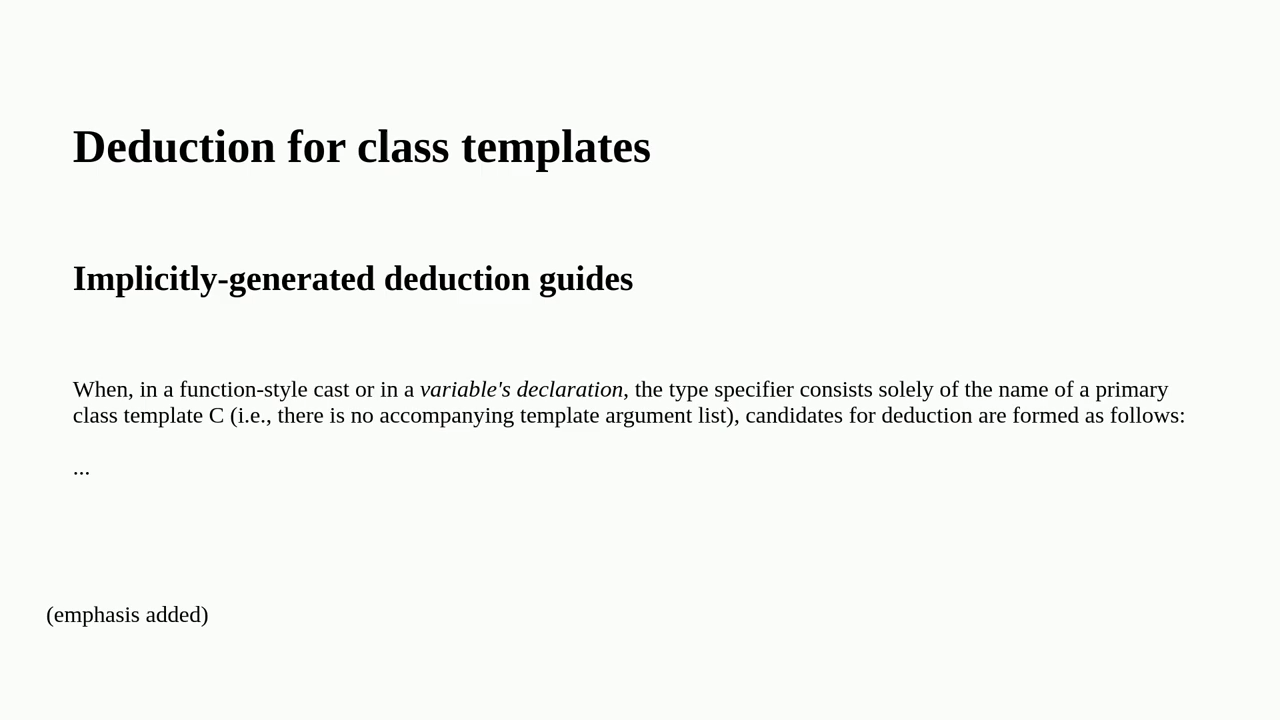 Deduction for class templates
Implicitly-generated deduction guides
When, in a function-style cast or in a variable's declaration, the type specifier consists solely of the name of a primary
class template C (i.e., there is no accompanying template argument list), candidates for deduction are formed as follows:
...
(emphasis added)